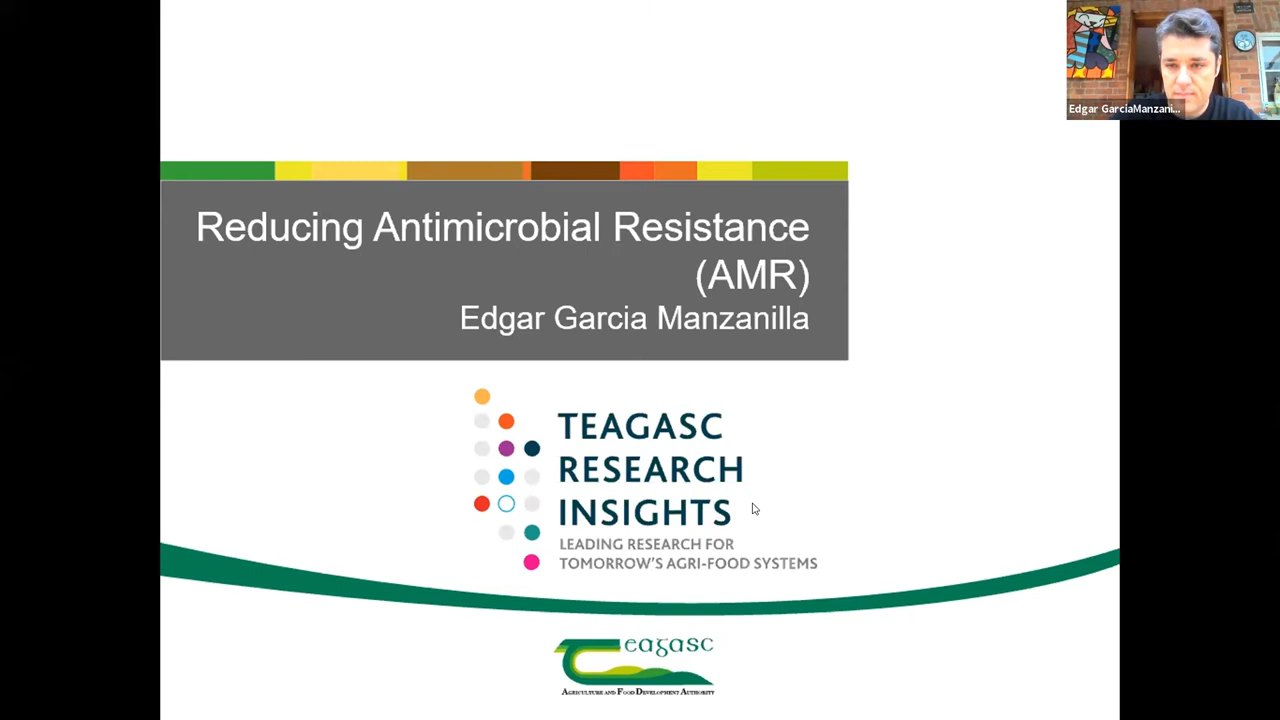 Edgar GarciaManzani...
Reducing Antimicrobial Resistance
(AMR)
Edgar Garcia Manzanilla
TEAGASC
RESEARCH
INSIGHTS
LEADING RESEARCH FOR
TOMORROW'S AGRI-FOOD SYSTEMS
eagasc
AGRICULTURE AND FOOD DEVELOPMENT AUTHORITY